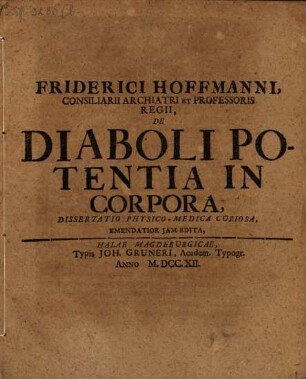 FRIDERICI HOFFMANNI,
CONSILIARII ARCHIATRI ET PROFESSORIS
REGII,
DE
DIABOLI PO-
TENTIA IN
CORPORA,
DISSERTATIO PHYSICO-MEDICA CURIOSA,
EMENDATIOR JAM EDITA,
HALAE MAGDEBURGICAE,
Typis JOH. GRUNERI, Academ. Typogr.
ANNO M. DCC. XII.